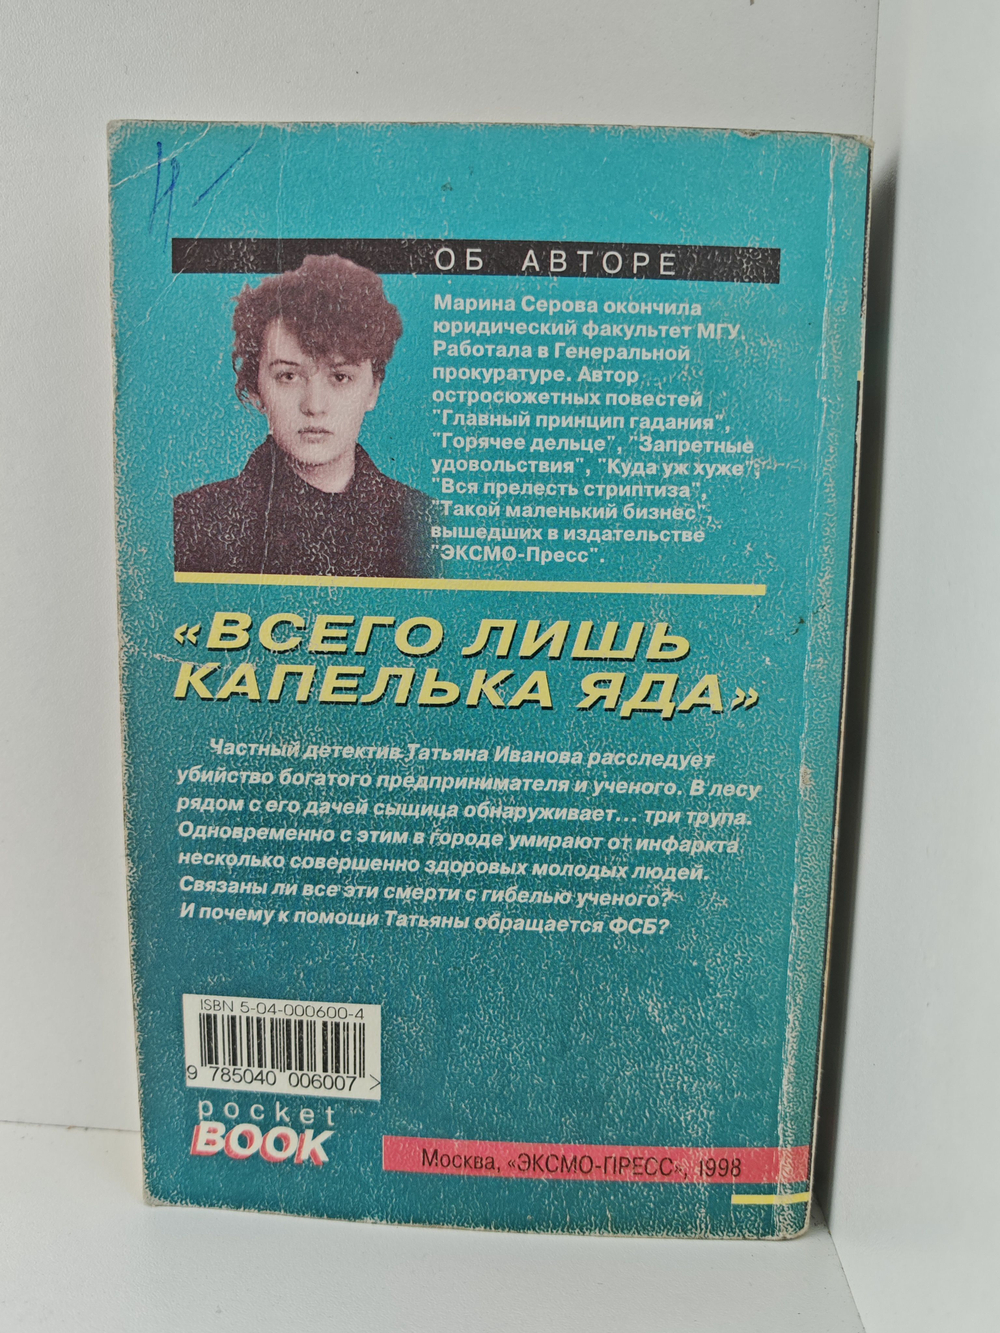 ОБ АВТОРЕ
Марина Серова окончила
юридический факультет МГУ.
Работала в Генеральной
прокуратуре. Автор
остросюжетных повестей
"Главный принцип гадания",
"Горячее дельце", "Запретные
удовольствия", "Куда уж хуже",
"Вся прелесть стриптиза",
"Такой маленький бизнес",
вышедших в издательстве
"ЭКСМО-Пресс".
«ВСЕГО ЛИШЬ
КАПЕЛЬКА ЯДА»
Частный детектив Татьяна Иванова расследует
убийство богатого предпринимателя и ученого. В лесу
рядом с его дачей сыщица обнаруживает... три трупа.
Одновременно с этим в городе умирают от инфаркта
несколько совершенно здоровых молодых людей.
Связаны ли все эти смерти с гибелью ученого?
И почему к помощи Татьяны обращается ФСБ?
ISBN 5-04-000600-4
9 785040 006007 >
pocket
BOOK
Москва, «ЭКСМО-ПРЕСС», 1998